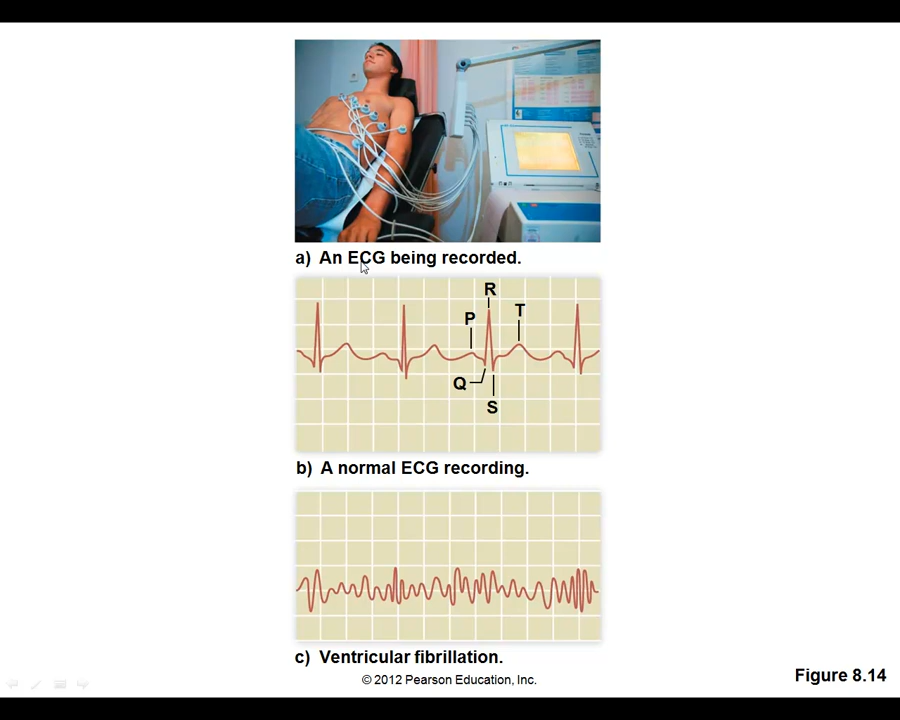 a) An ECG being recorded.
R
P
T
Q
S
b) A normal ECG recording.
c) Ventricular fibrillation.
© 2012 Pearson Education, Inc.
Figure 8.14